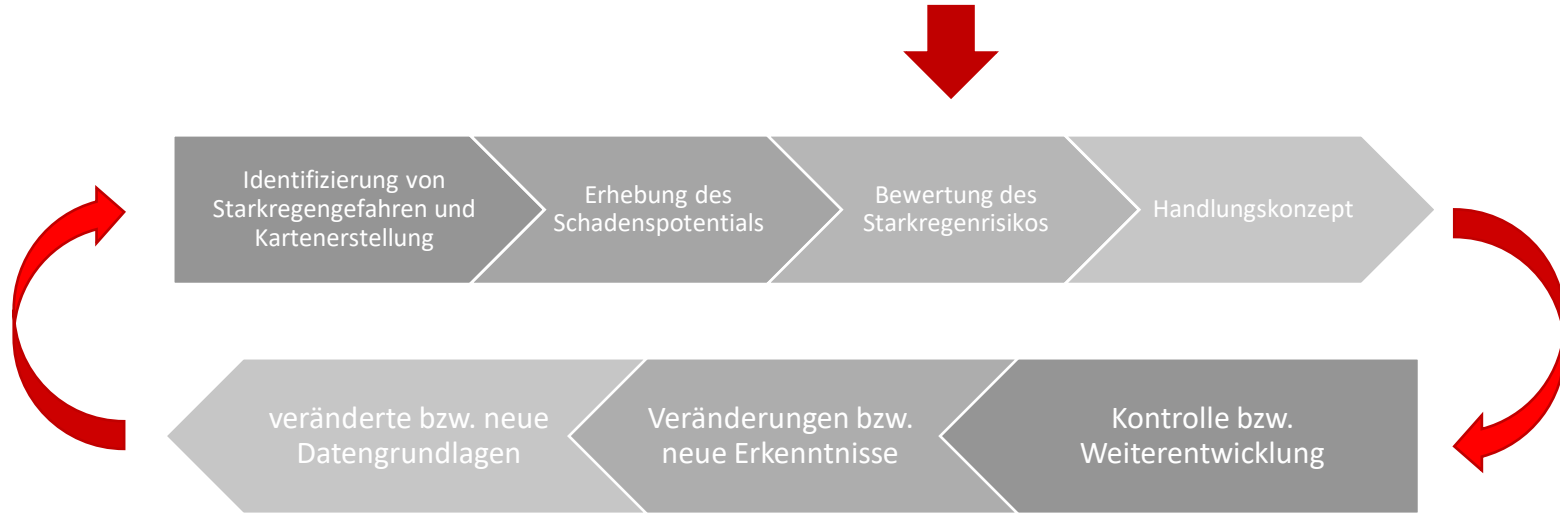 Identifizierung von
Starkregengefahren und
Kartenerstellung
Erhebung des
Schadenspotentials
Bewertung des
Starkregenrisikos
Handlungskonzept
veränderte bzw. neue
Datengrundlagen
Veränderungen bzw.
neue Erkenntnisse
Kontrolle bzw.
Weiterentwicklung